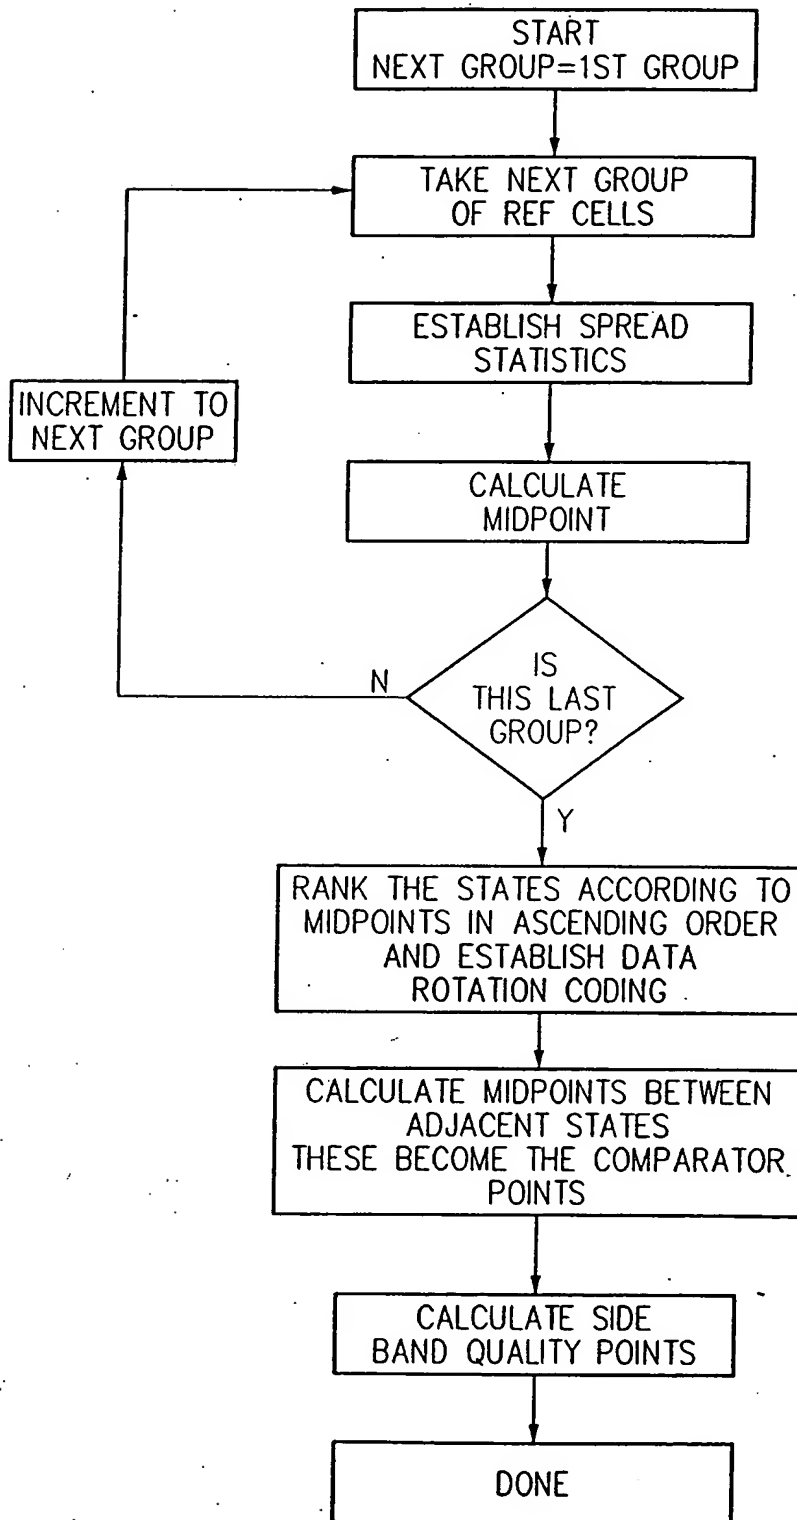 START
NEXT GROUP=1ST GROUP
TAKE NEXT GROUP
OF REF CELLS
ESTABLISH SPREAD
STATISTICS
INCREMENT TO
NEXT GROUP
CALCULATE
MIDPOINT
IS
THIS LAST
GROUP?
N
Y
RANK THE STATES ACCORDING TO
MIDPOINTS IN ASCENDING ORDER
AND ESTABLISH DATA
ROTATION CODING
CALCULATE MIDPOINTS BETWEEN
ADJACENT STATES
THESE BECOME THE COMPARATOR
POINTS
CALCULATE SIDE
BAND QUALITY POINTS
DONE